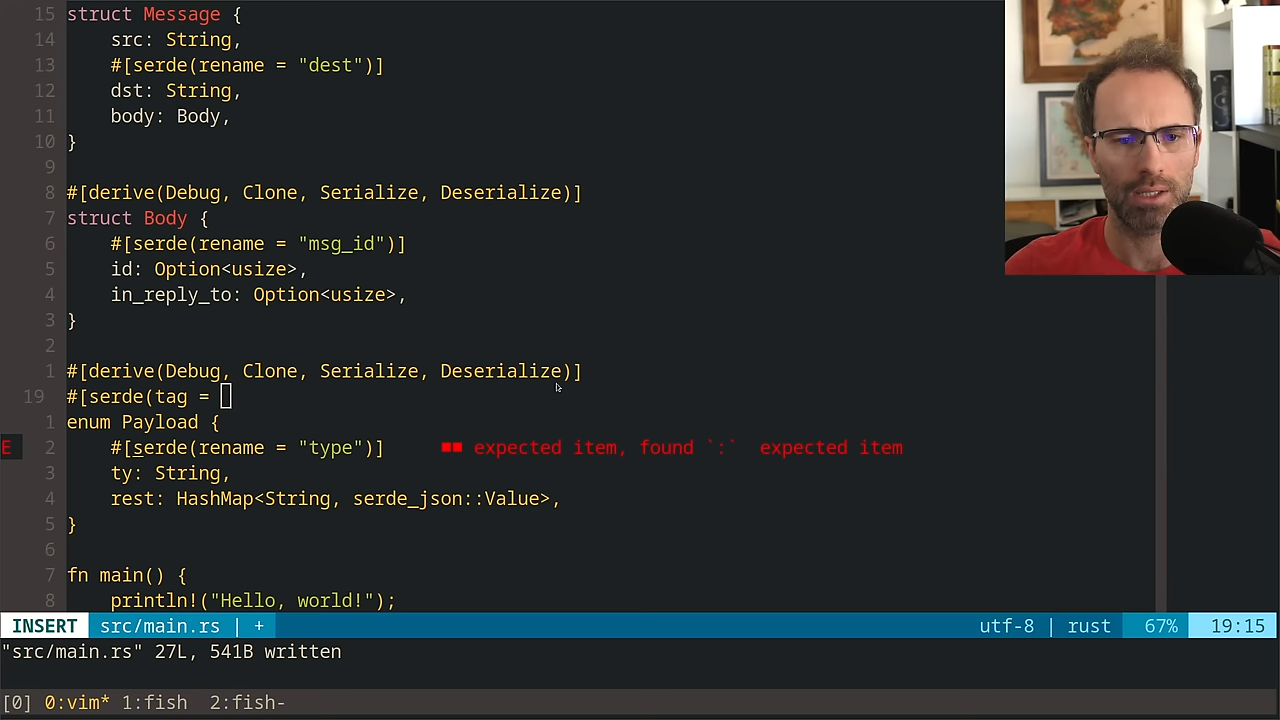 15 struct Message {
14     src: String,
13     #[serde(rename = "dest")]
12     dst: String,
11     body: Body,
10 }
9
8 #[derive(Debug, Clone, Serialize, Deserialize)]
7 struct Body {
6     #[serde(rename = "msg_id")]
5     id: Option<usize>,
4     in_reply_to: Option<usize>,
3 }
2
1 #[derive(Debug, Clone, Serialize, Deserialize)]
19 #[serde(tag =
1 enum Payload {
E 2     #[serde(rename = "type")]     ■■ expected item, found `:`  expected item
3     ty: String,
4     rest: HashMap<String, serde_json::Value>,
5 }
6
7 fn main() {
8     println!("Hello, world!");
INSERT src/main.rs | + utf-8 | rust 67% 19:15
"src/main.rs" 27L, 541B written
[0] 0:vim* 1:fish  2:fish-